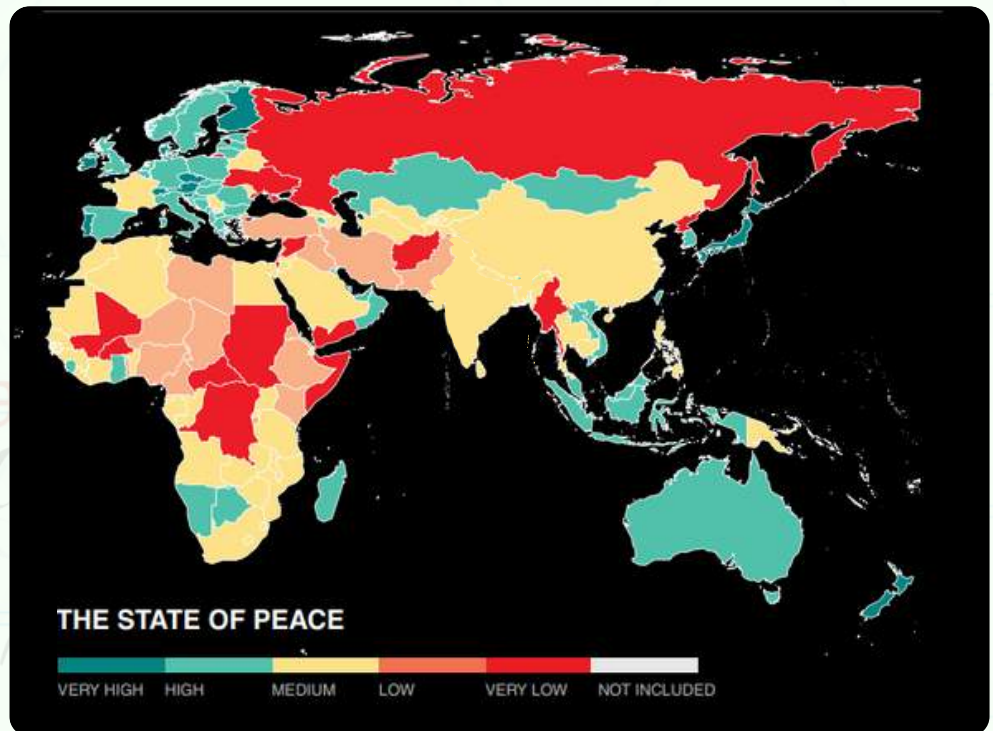 THE STATE OF PEACE
VERY HIGH HIGH MEDIUM LOW VERY LOW NOT INCLUDED